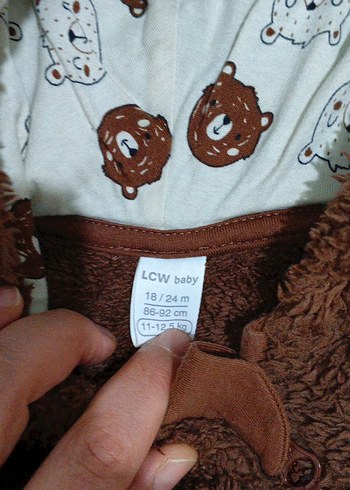 LCW baby
18 / 24 m
86-92 cm
11-12.5 kg